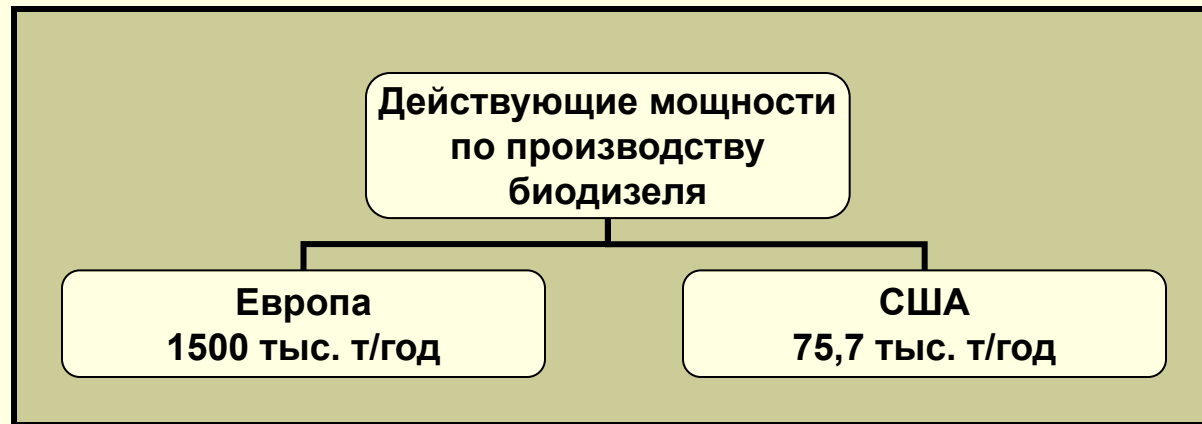 Действующие мощности
по производству
биодизеля
Европа
1500 тыс. т/год
США
75,7 тыс. т/год